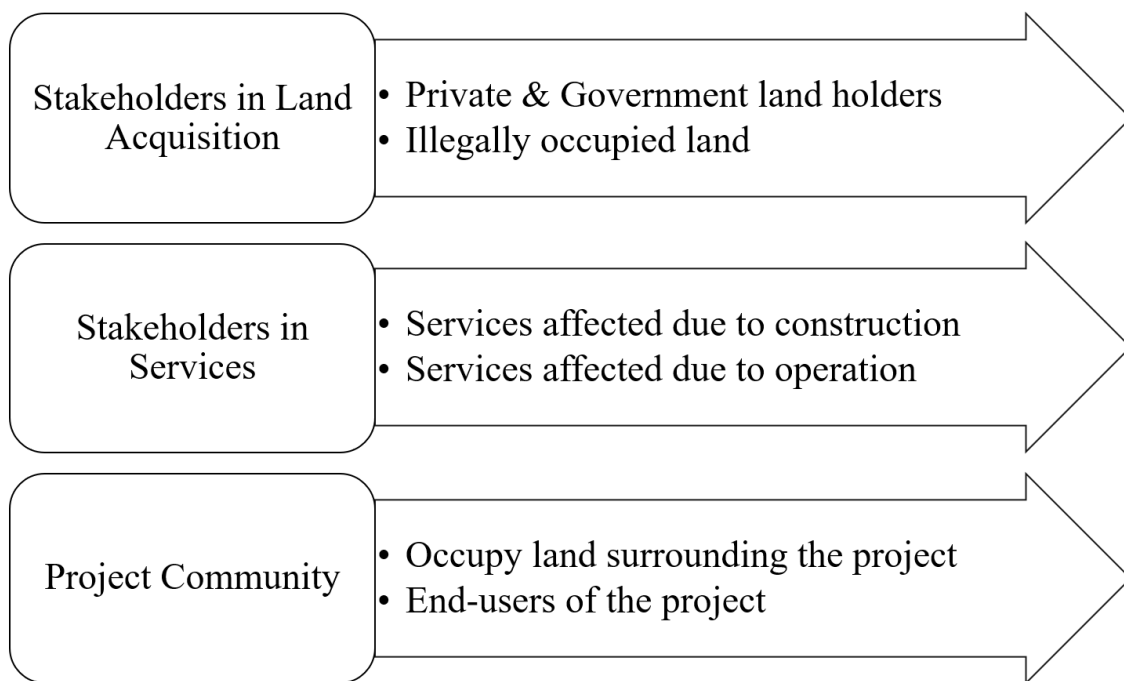 Stakeholders in Land
Acquisition
• Private & Government land holders
• Illegally occupied land
Stakeholders in
Services
• Services affected due to construction
• Services affected due to operation
Project Community
• Occupy land surrounding the project
• End-users of the project